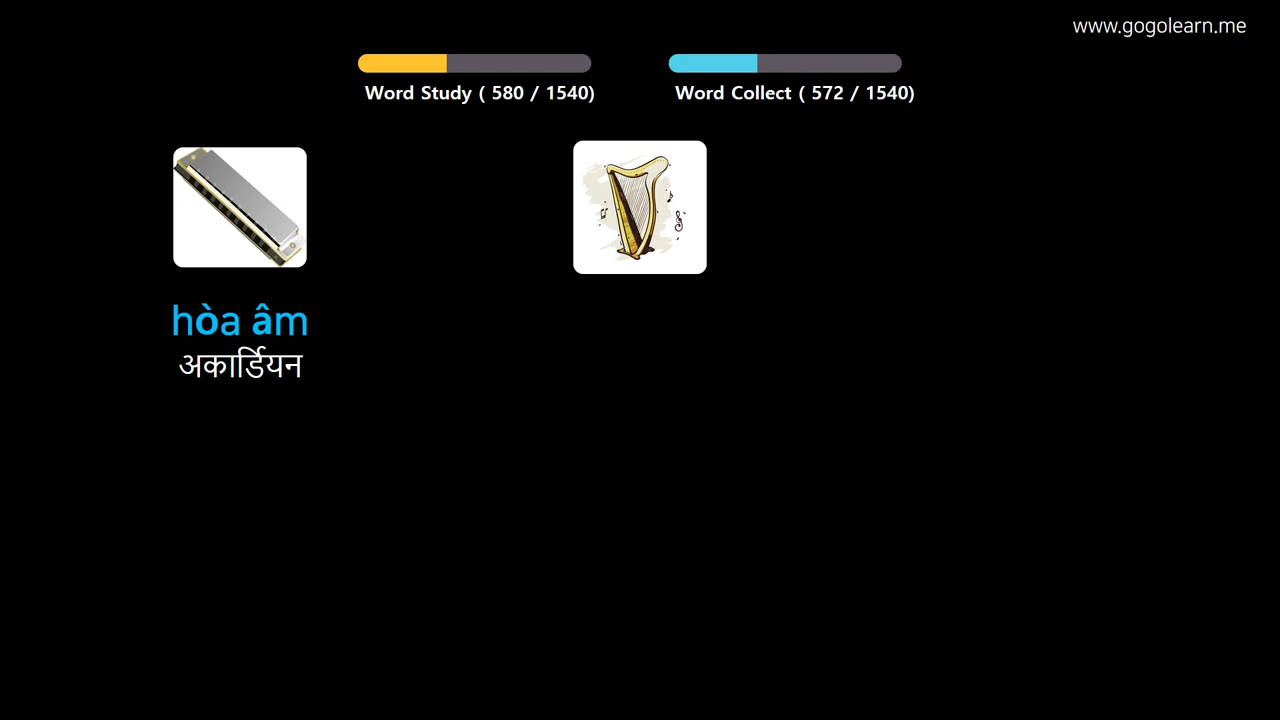 www.gogolearn.me
Word Study ( 580 / 1540)
Word Collect ( 572 / 1540)
hòa âm
अकार्डियन